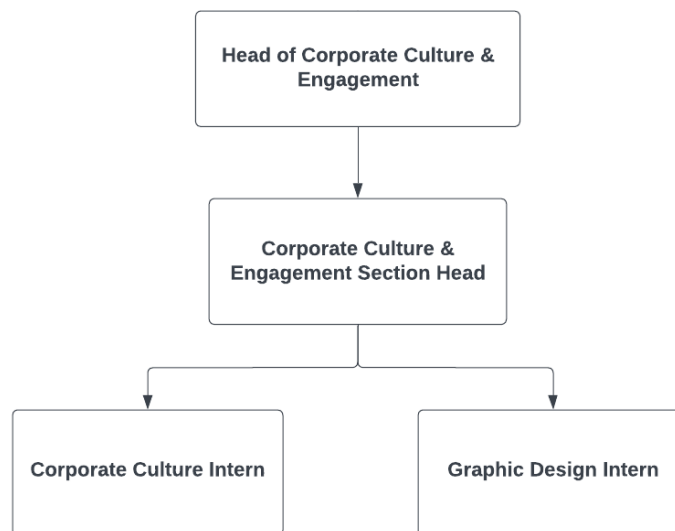 Head of Corporate Culture &
Engagement
Corporate Culture &
Engagement Section Head
Corporate Culture Intern
Graphic Design Intern